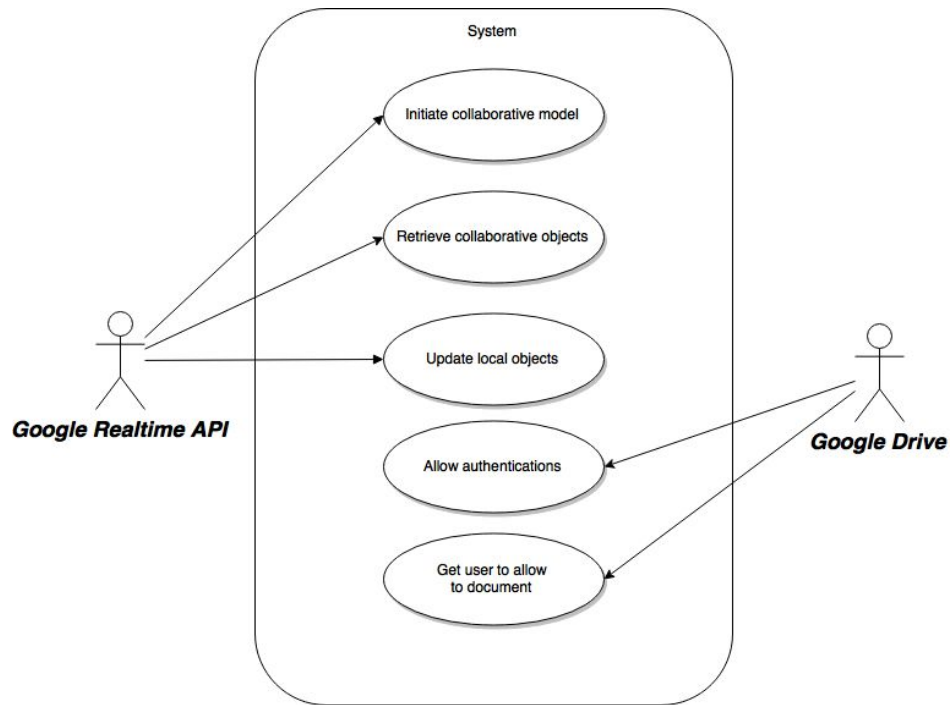 System
Initiate collaborative model
Retrieve collaborative objects
Update local objects
Google Realtime API
Google Drive
Allow authentications
Get user to allow
to document